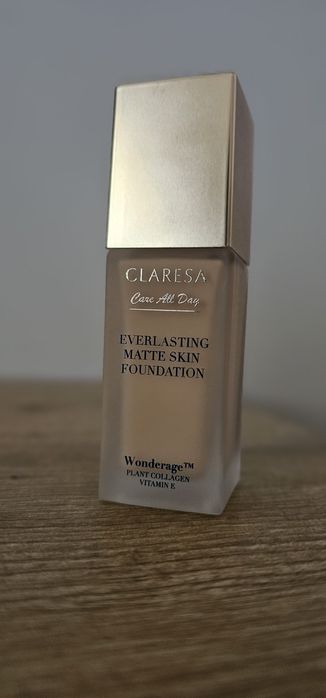 CLARESA
Care All Day
EVERLASTING
MATTE SKIN
FOUNDATION
Wonderage™
PLANT COLLAGEN
VITAMIN E